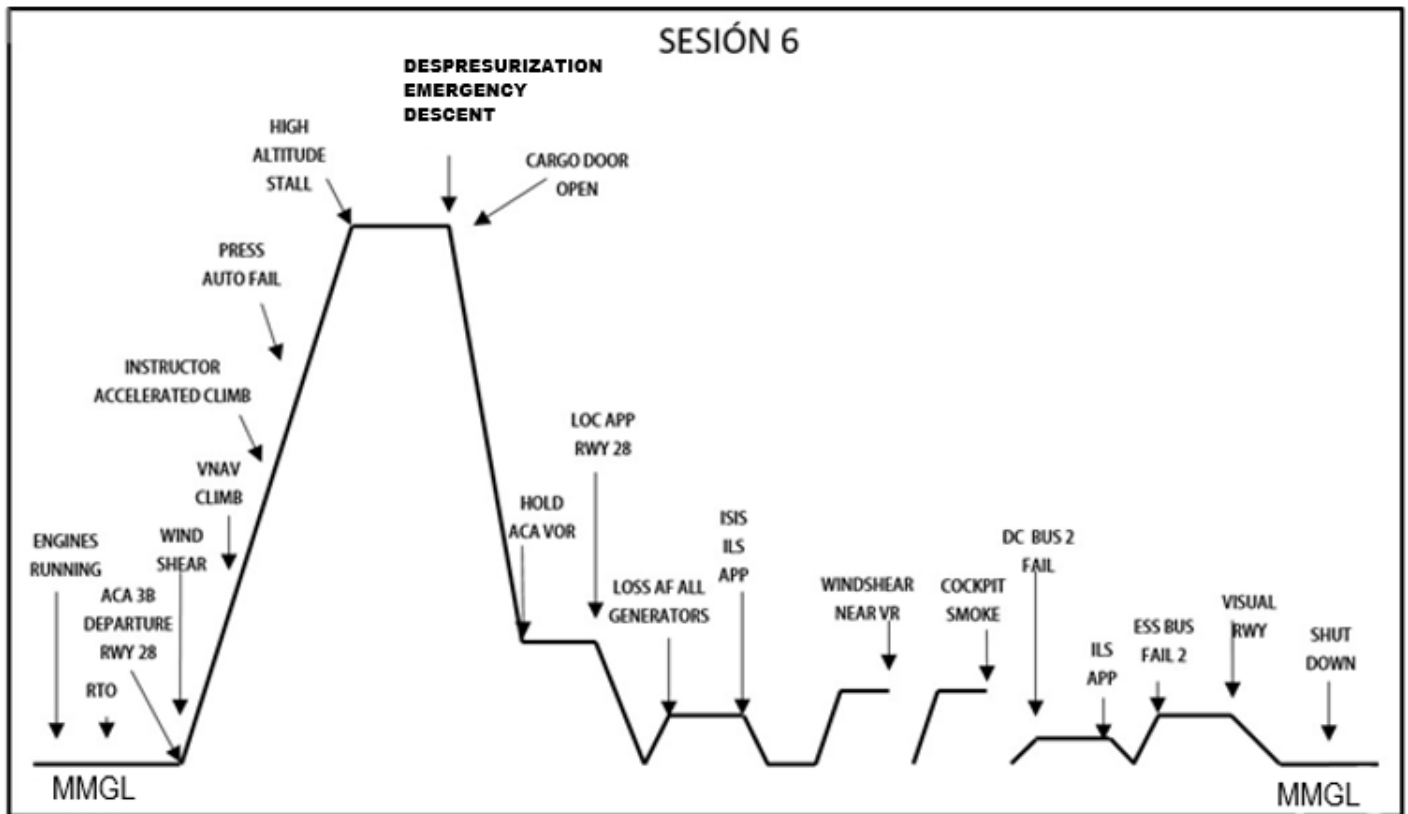 SESIÓN 6
DESPRESURIZATION
EMERGENCY
DESCENT
HIGH
ALTITUDE
STALL
CARGO DOOR
OPEN
PRESS
AUTO FAIL
INSTRUCTOR
ACCELERATED CLIMB
VNAV
CLIMB
WIND
SHEAR
ENGINES
RUNNING
ACA 3B
DEPARTURE
RWY 28
RTO
HOLD
ACA VOR
LOC APP
RWY 28
LOSS AF ALL
GENERATORS
ISIS
ILS
APP
WINDSHEAR
NEAR VR
COCKPIT
SMOKE
DC BUS 2
FAIL
ILS
APP
ESS BUS
FAIL 2
VISUAL
RWY
SHUT
DOWN
MMGL
MMGL